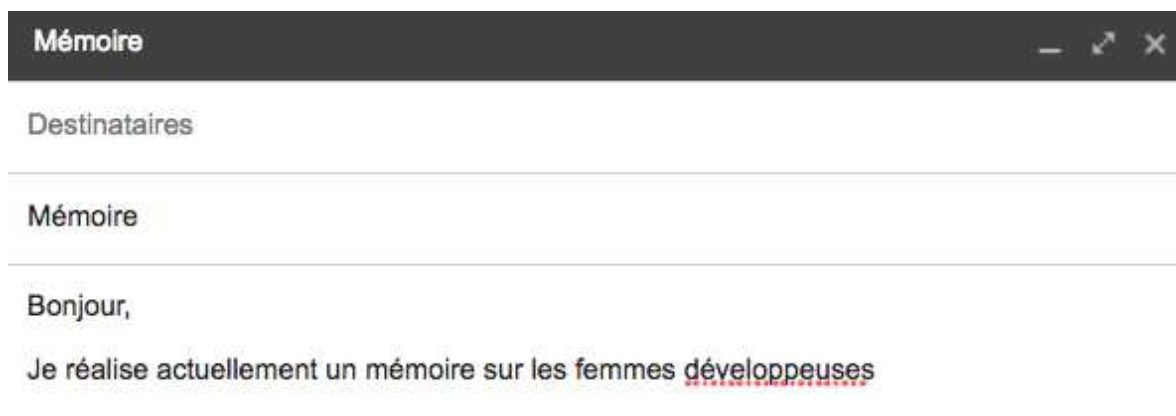 Mémoire
Destinataires
Mémoire
Bonjour,
Je réalise actuellement un mémoire sur les femmes développeuses